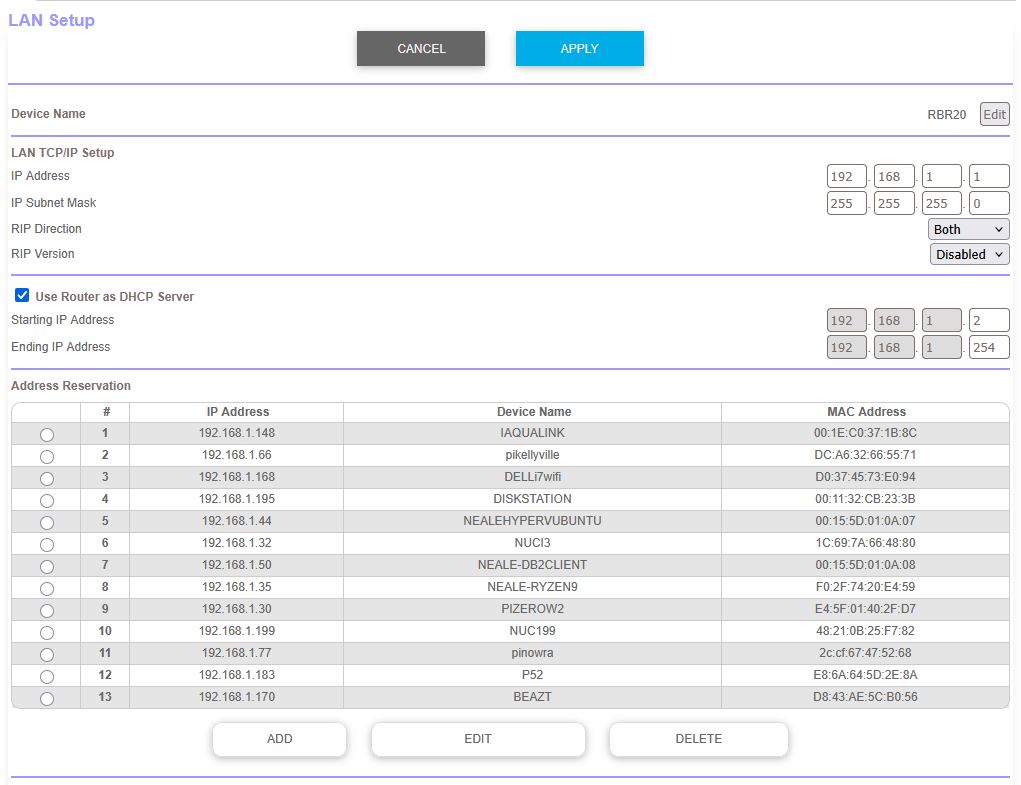 LAN Setup
CANCEL APPLY
Device Name RBR20 Edit
LAN TCP/IP Setup
IP Address 192 . 168 . 1 . 1
IP Subnet Mask 255 . 255 . 255 . 0
RIP Direction Both
RIP Version Disabled
Use Router as DHCP Server
Starting IP Address 192 . 168 . 1 . 2
Ending IP Address 192 . 168 . 1 . 254
Address Reservation
# IP Address Device Name MAC Address
1 192.168.1.148 IAQUALINK 00:1E:C0:37:1B:8C
2 192.168.1.66 pikellyville DC:A6:32:66:55:71
3 192.168.1.168 DELLi7wifi D0:37:45:73:E0:94
4 192.168.1.195 DISKSTATION 00:11:32:CB:23:3B
5 192.168.1.44 NEALEHYPERVUBUNTU 00:15:5D:01:0A:07
6 192.168.1.32 NUCI3 1C:69:7A:66:48:80
7 192.168.1.50 NEALE-DB2CLIENT 00:15:5D:01:0A:08
8 192.168.1.35 NEALE-RYZEN9 F0:2F:74:20:E4:59
9 192.168.1.30 PIZEROW2 E4:5F:01:40:2F:D7
10 192.168.1.199 NUC199 48:21:0B:25:F7:82
11 192.168.1.77 pinowra 2c:cf:67:47:52:68
12 192.168.1.183 P52 E8:6A:64:5D:2E:8A
13 192.168.1.170 BEAZT D8:43:AE:5C:B0:56
ADD EDIT DELETE